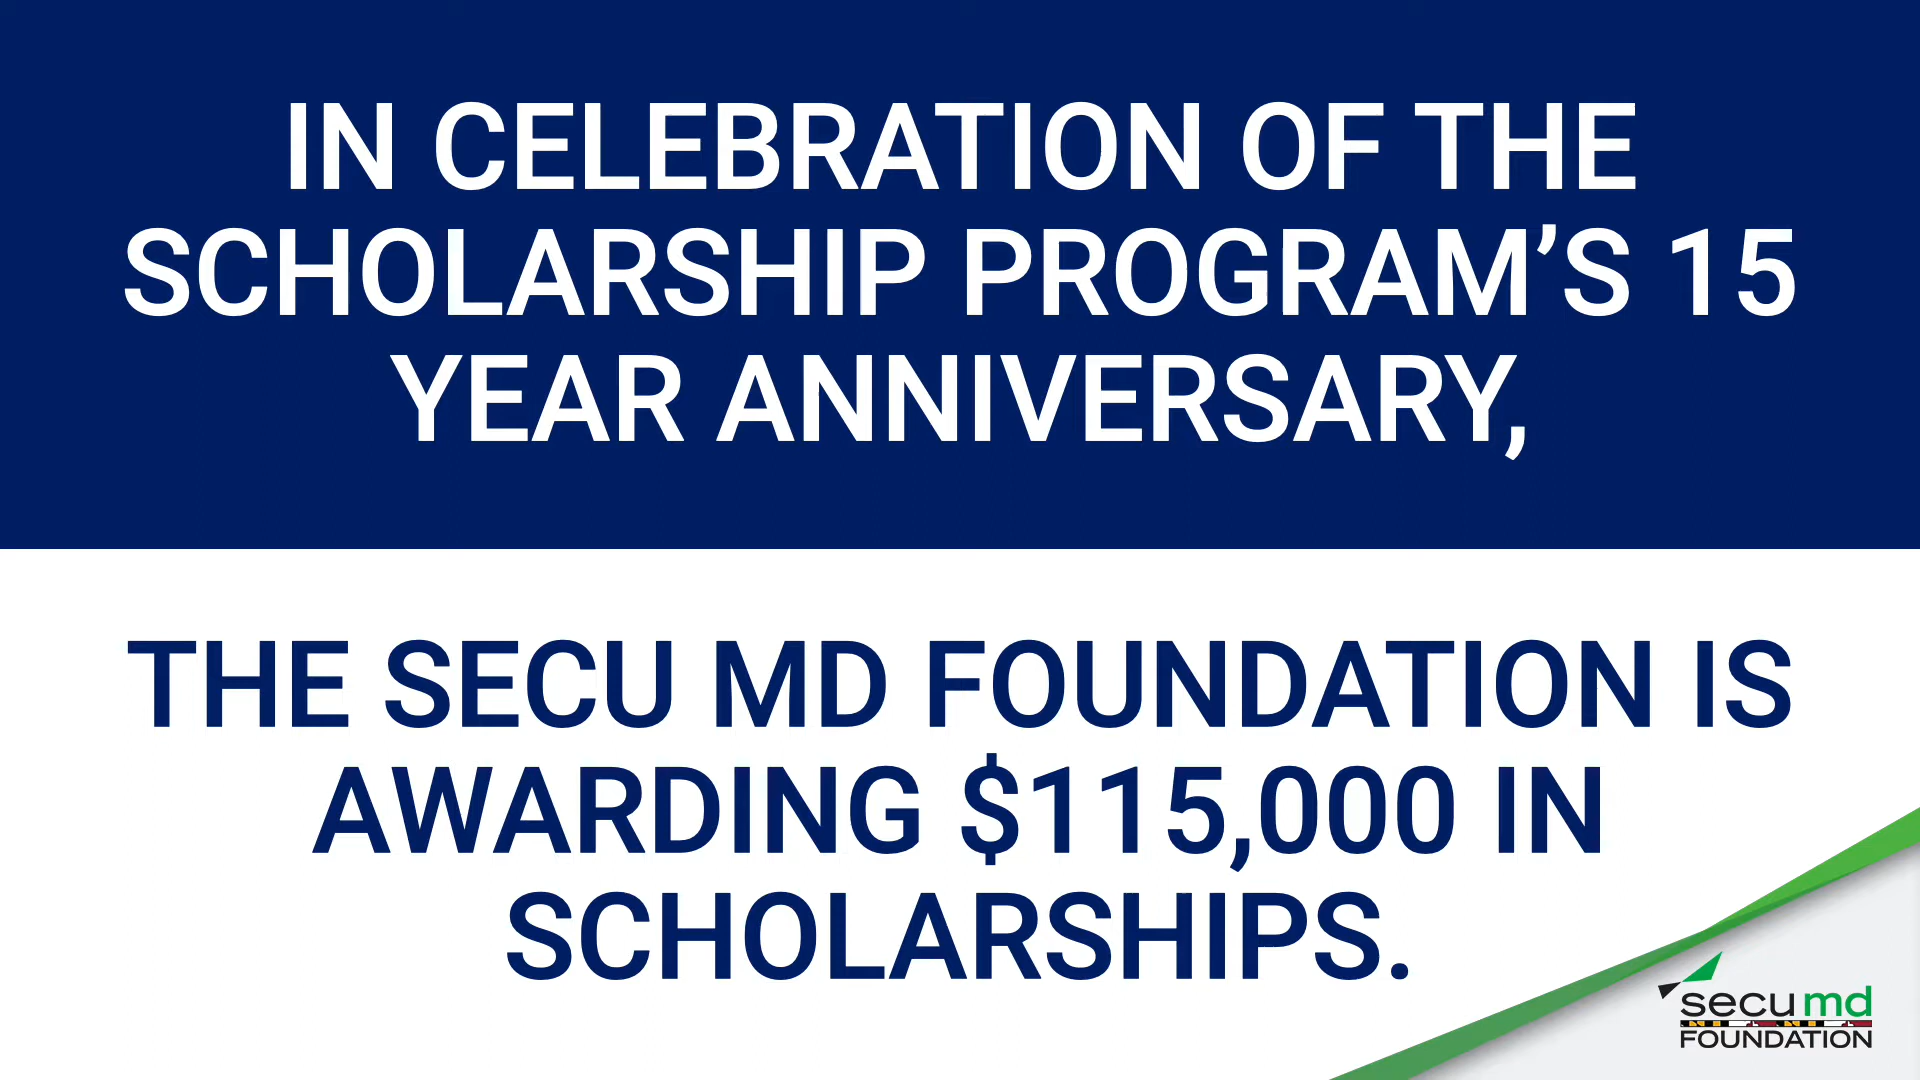 IN CELEBRATION OF THE
SCHOLARSHIP PROGRAM’S 15
YEAR ANNIVERSARY,
THE SECU MD FOUNDATION IS
AWARDING $115,000 IN
SCHOLARSHIPS.
secu md
FOUNDATION